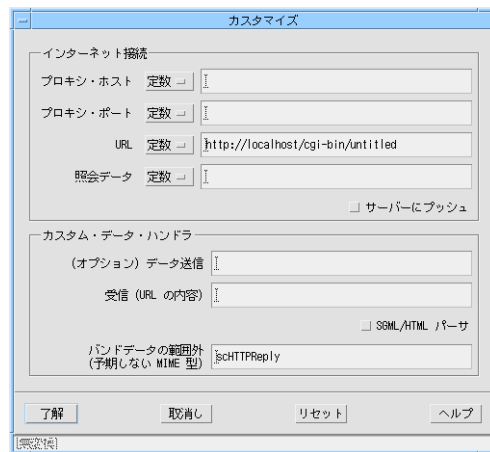 カスタマイズ
インターネット接続
プロキシ・ホスト 定数
プロキシ・ポート 定数
URL 定数 http://localhost/cgi-bin/untitled
照会データ 定数
サーバーにプッシュ
カスタム・データ・ハンドラ
(オプション) データ送信
受信 (URL の内容)
SGML/HTML パーサ
バンドデータの範囲外
(予期しない MIME 型) scHTTPReply
了解 取消し リセット ヘルプ